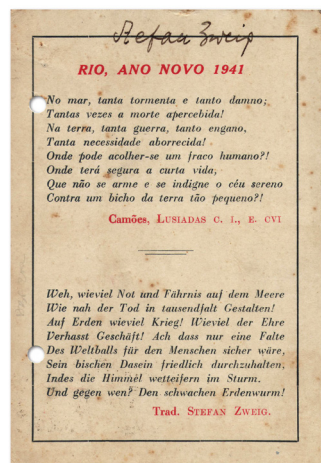 Stefan Zweig
RIO, ANO NOVO 1941
No mar, tanta tormenta e tanto damno;
Tantas vezes a morte apercebida!
Na terra, tanta guerra, tanto engano,
Tanta necessidade aborrecida!
Onde pode acolher-se um fraco humano?!
Onde terá segura a curta vida,
Que não se arme e se indigne o céu sereno
Contra um bicho da terra tão pequeno?!
Camões, LUSIADAS C. I., E. CVI
Weh, wieviel Not und Fährnis auf dem Meere
Wie nah der Tod in tausendfalt Gestalten!
Auf Erden wieviel Krieg! Wieviel der Ehre
Verhasst Geschäft! Ach dass nur eine Falte
Des Weltballs für den Menschen sicher wäre,
Sein bischen Dasein friedlich durchzuhalten,
Indes die Himmel wetteifern im Sturm.
Und gegen wen? Den schwachen Erdenwurm!
Trad. STEFAN ZWEIG.